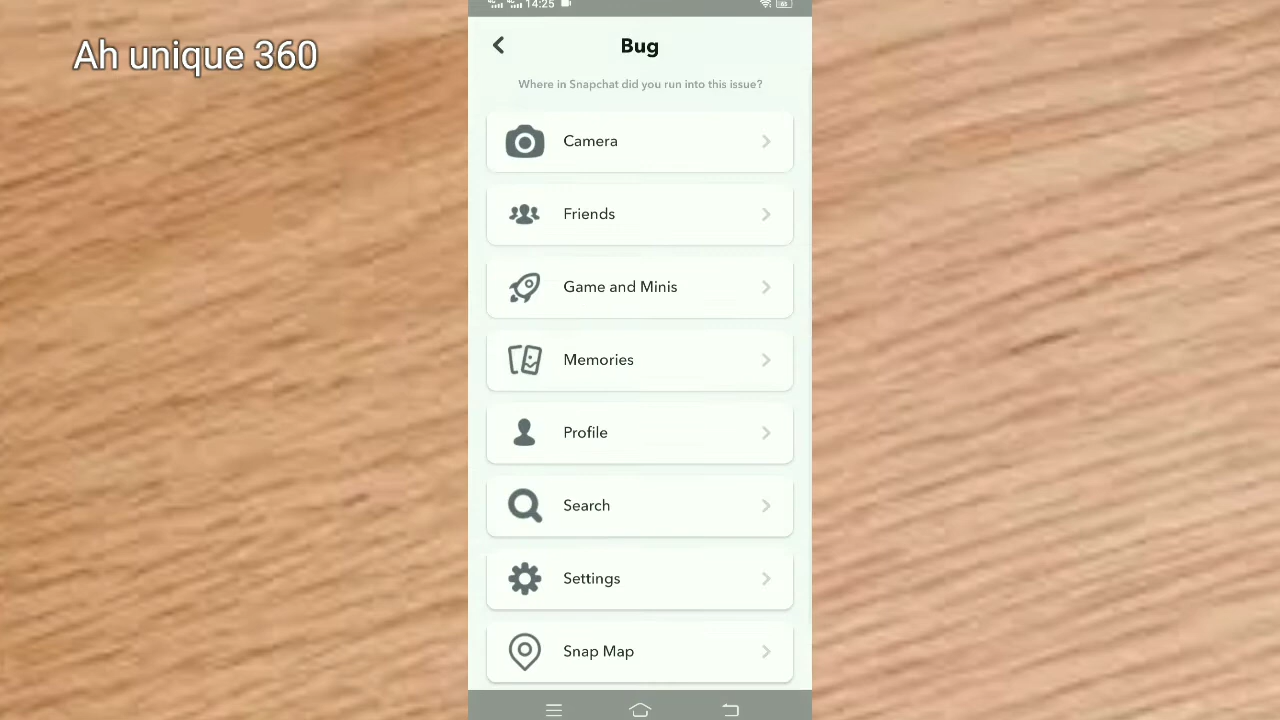 Ah unique 360
14:25
Bug
Where in Snapchat did you run into this issue?
Camera
Friends
Game and Minis
Memories
Profile
Search
Settings
Snap Map